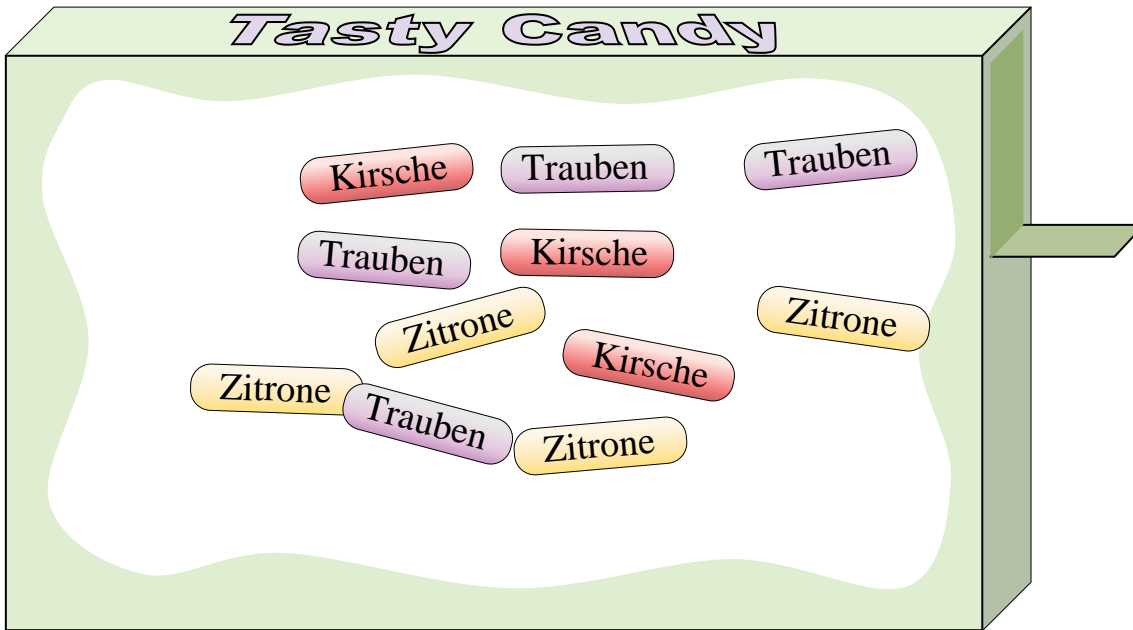 Tasty Candy
Kirsche
Trauben
Trauben
Trauben
Kirsche
Zitrone
Zitrone
Kirsche
Zitrone
Trauben
Zitrone